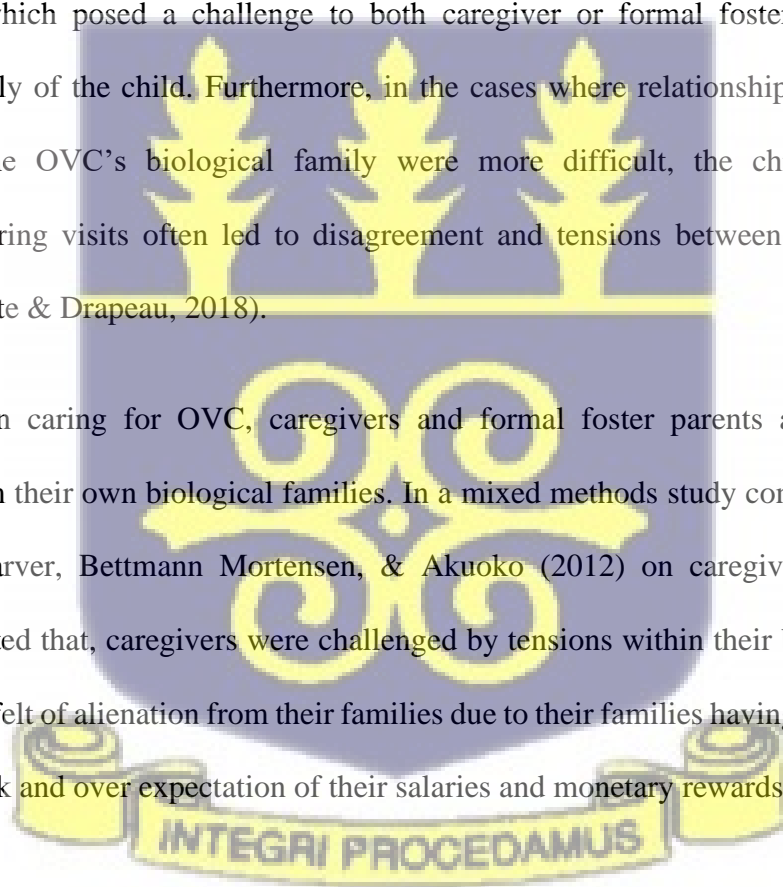 which posed a challenge to both caregiver or formal foster
ly of the child. Furthermore, in the cases where relationship
e OVC’s biological family were more difficult, the ch
ring visits often led to disagreement and tensions between
te & Drapeau, 2018).
n caring for OVC, caregivers and formal foster parents a
n their own biological families. In a mixed methods study con
arver, Bettmann Mortensen, & Akuoko (2012) on caregiv
ted that, caregivers were challenged by tensions within their
felt of alienation from their families due to their families having
k and over expectation of their salaries and monetary rewards
INTEGRI PROCEDAMUS